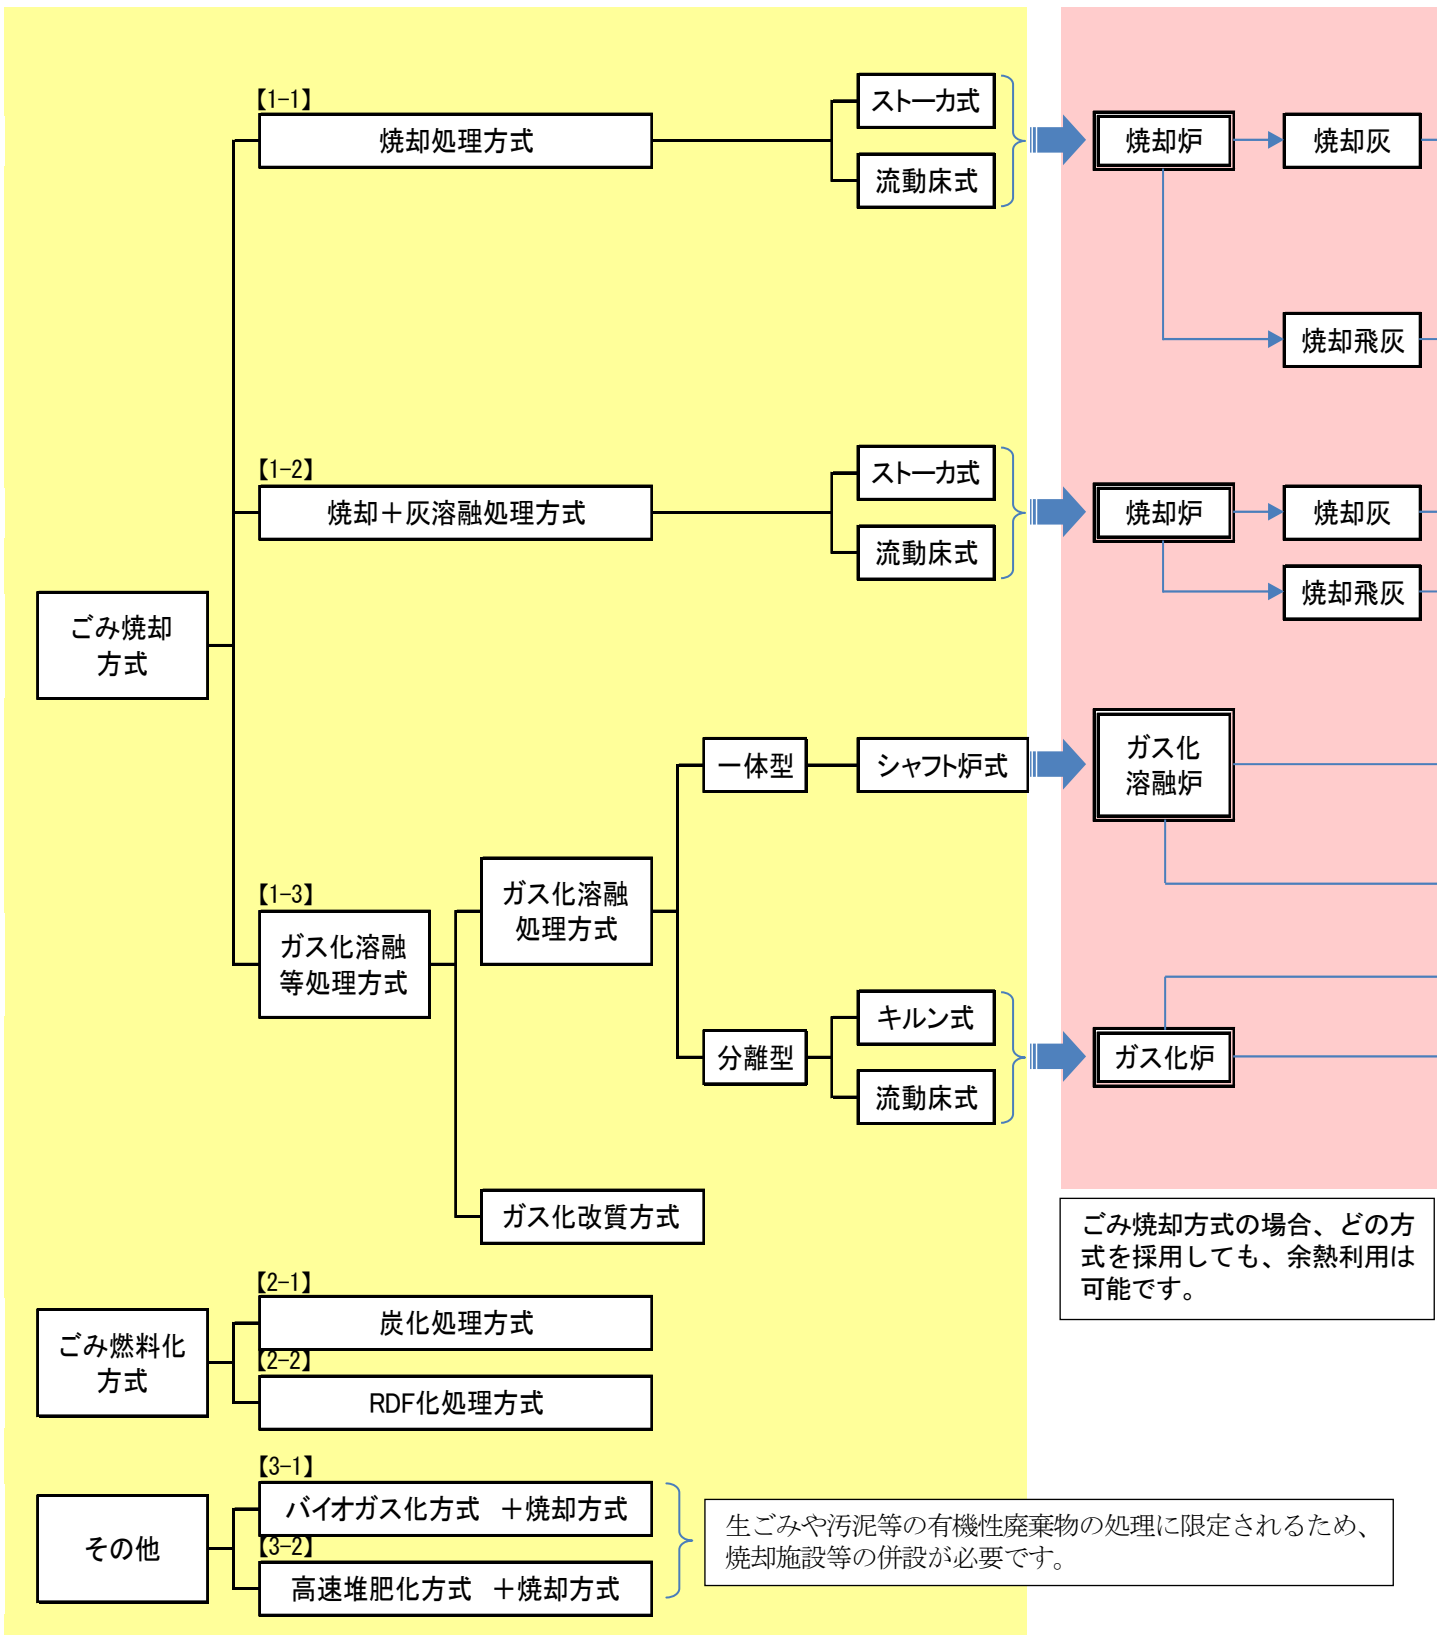 【1-1】
焼却処理方式
ストーカ式
流動床式
焼却炉
焼却灰
焼却飛灰
【1-2】
焼却＋灰溶融処理方式
ストーカ式
流動床式
焼却炉
焼却灰
焼却飛灰
ごみ焼却
方式
【1-3】
ガス化溶融
等処理方式
ガス化溶融
処理方式
一体型
シャフト炉式
ガス化
溶融炉
分離型
キルン式
流動床式
ガス化炉
ガス化改質方式
ごみ焼却方式の場合、どの方
式を採用しても、余熱利用は
可能です。
ごみ燃料化
方式
【2-1】
炭化処理方式
【2-2】
RDF化処理方式
その他
【3-1】
バイオガス化方式　＋焼却方式
【3-2】
高速堆肥化方式　＋焼却方式
生ごみや汚泥等の有機性廃棄物の処理に限定されるため、
焼却施設等の併設が必要です。